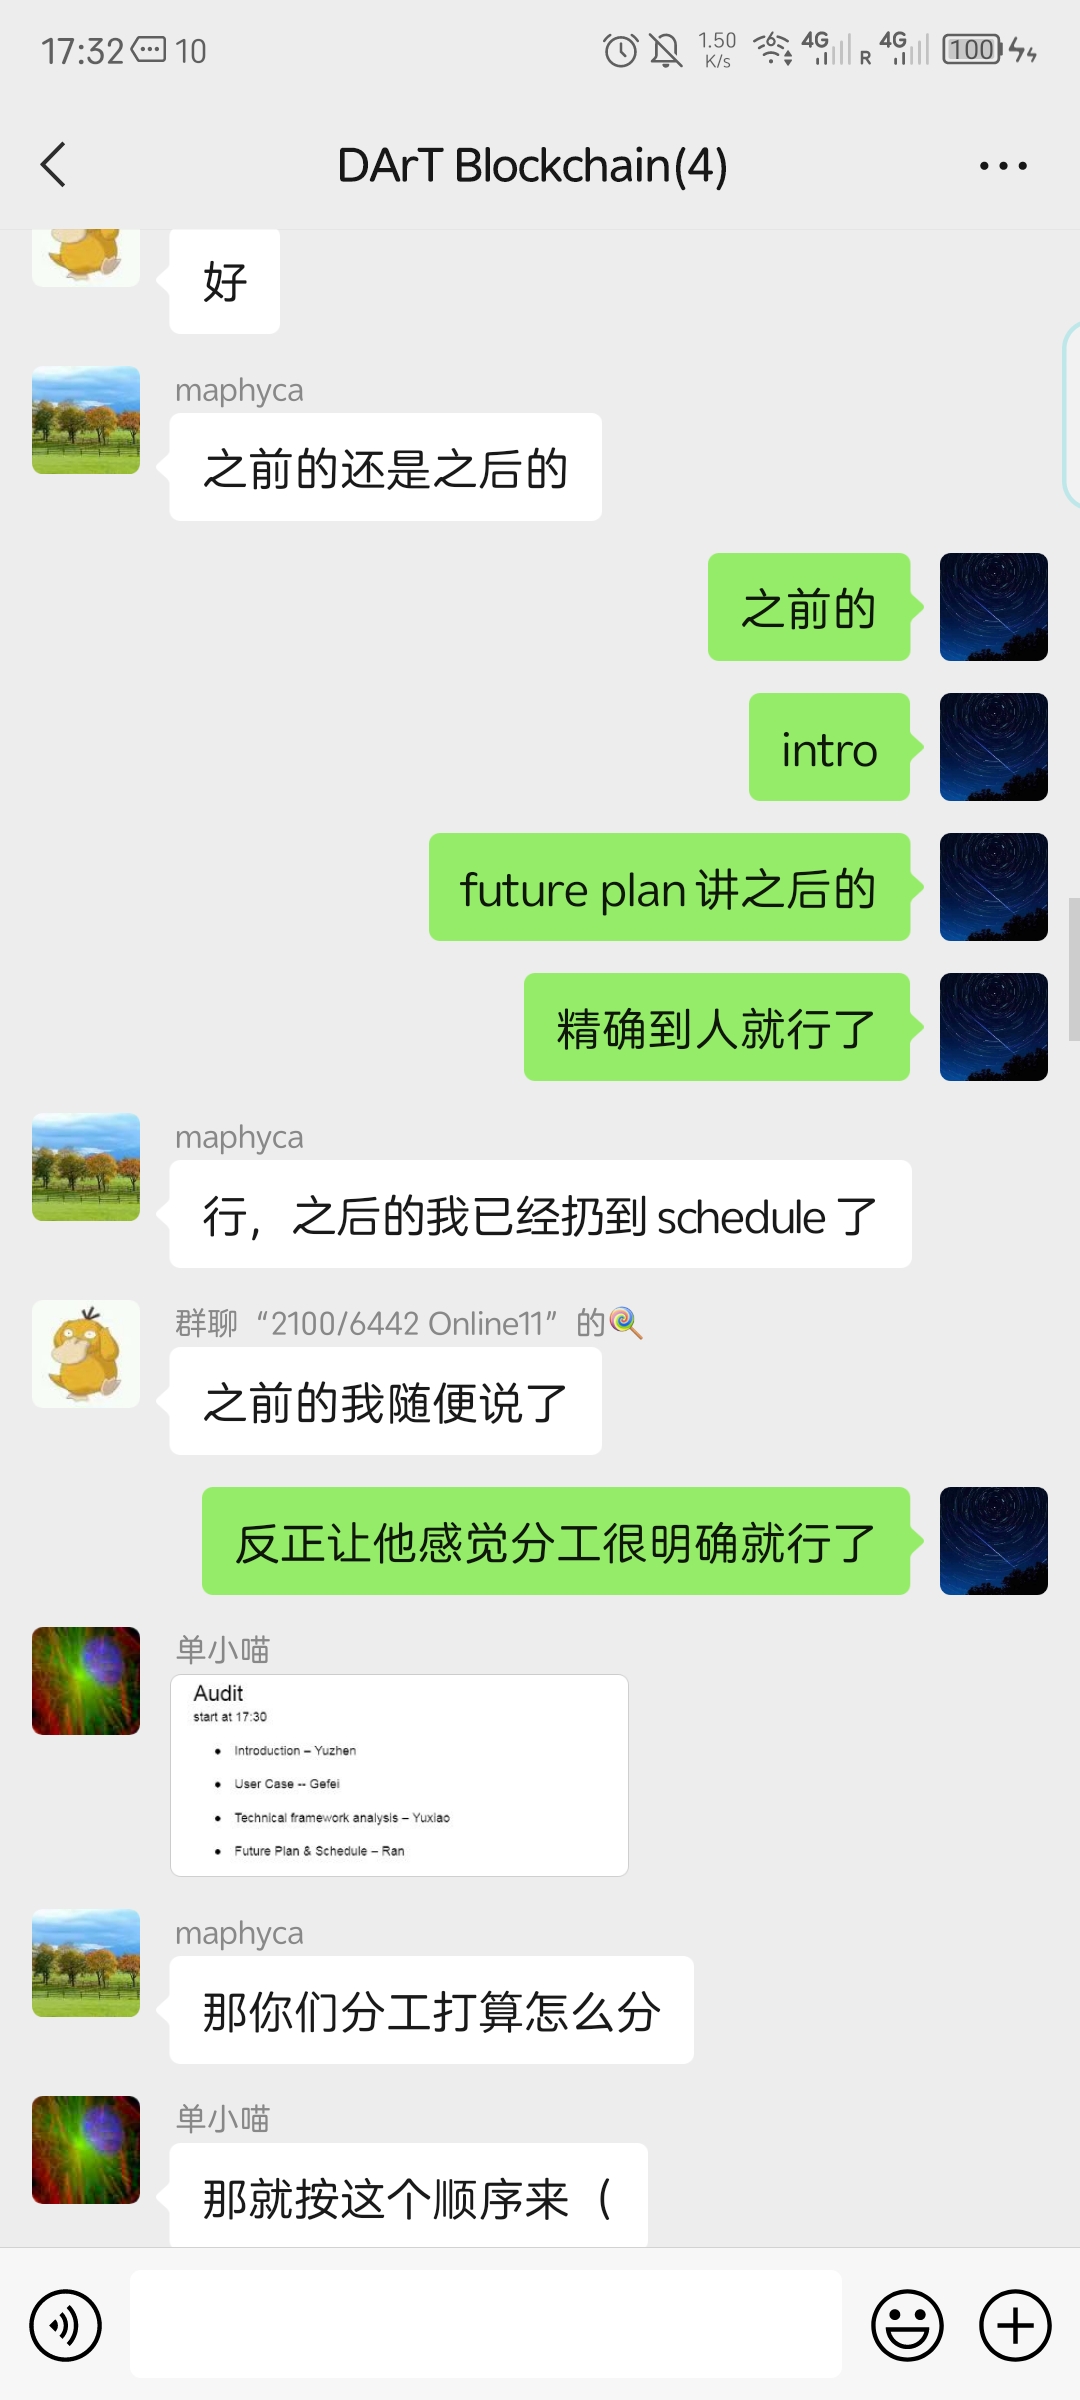 17:32 10 1.50 K/s 6 4G R 4G 100
DArT Blockchain(4)
好
maphyca
之前的还是之后的
之前的
intro
future plan 讲之后的
精确到人就行了
maphyca
行，之后的我已经扔到 schedule 了
群聊“2100/6442 Online11”的🍭
之前的我随便说了
反正让他感觉分工很明确就行了
单小喵
Audit
start at 17:30
• Introduction – Yuzhen
• User Case -- Gefei
• Technical framework analysis – Yuxiao
• Future Plan & Schedule – Ran
maphyca
那你们分工打算怎么分
单小喵
那就按这个顺序来（